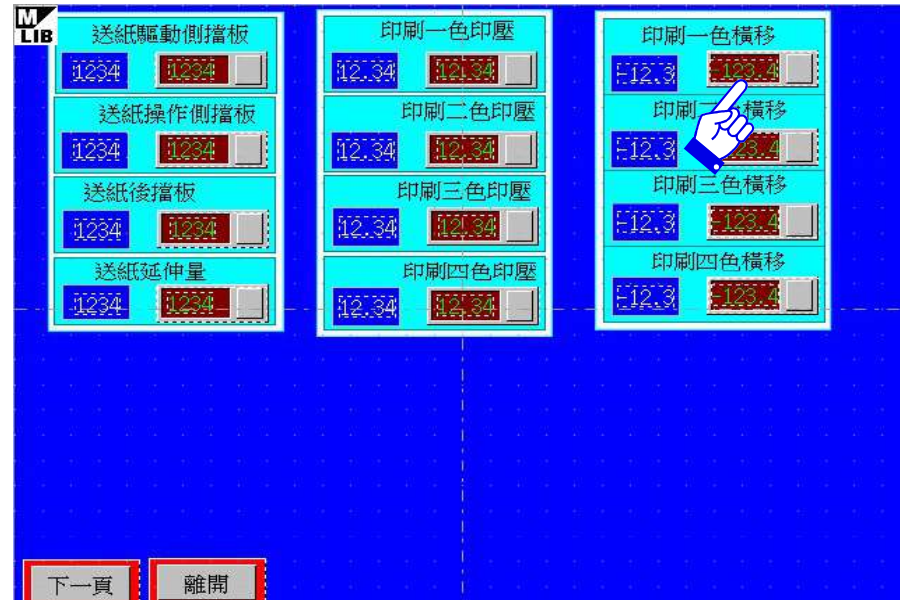 M
LIB
送紙驅動側擋板
1234 1234
送紙操作側擋板
1234 1234
送紙後擋板
1234 1234
送紙延伸量
1234 1234
印刷一色印壓
12.34 12.34
印刷二色印壓
12.34 12.34
印刷三色印壓
12.34 12.34
印刷四色印壓
12.34 12.34
印刷一色橫移
-12.3 -123.4
印刷 色橫移
-12.3 23.4
印刷三色橫移
-12.3 -123.4
印刷四色橫移
-12.3 -123.4
下一頁
離開